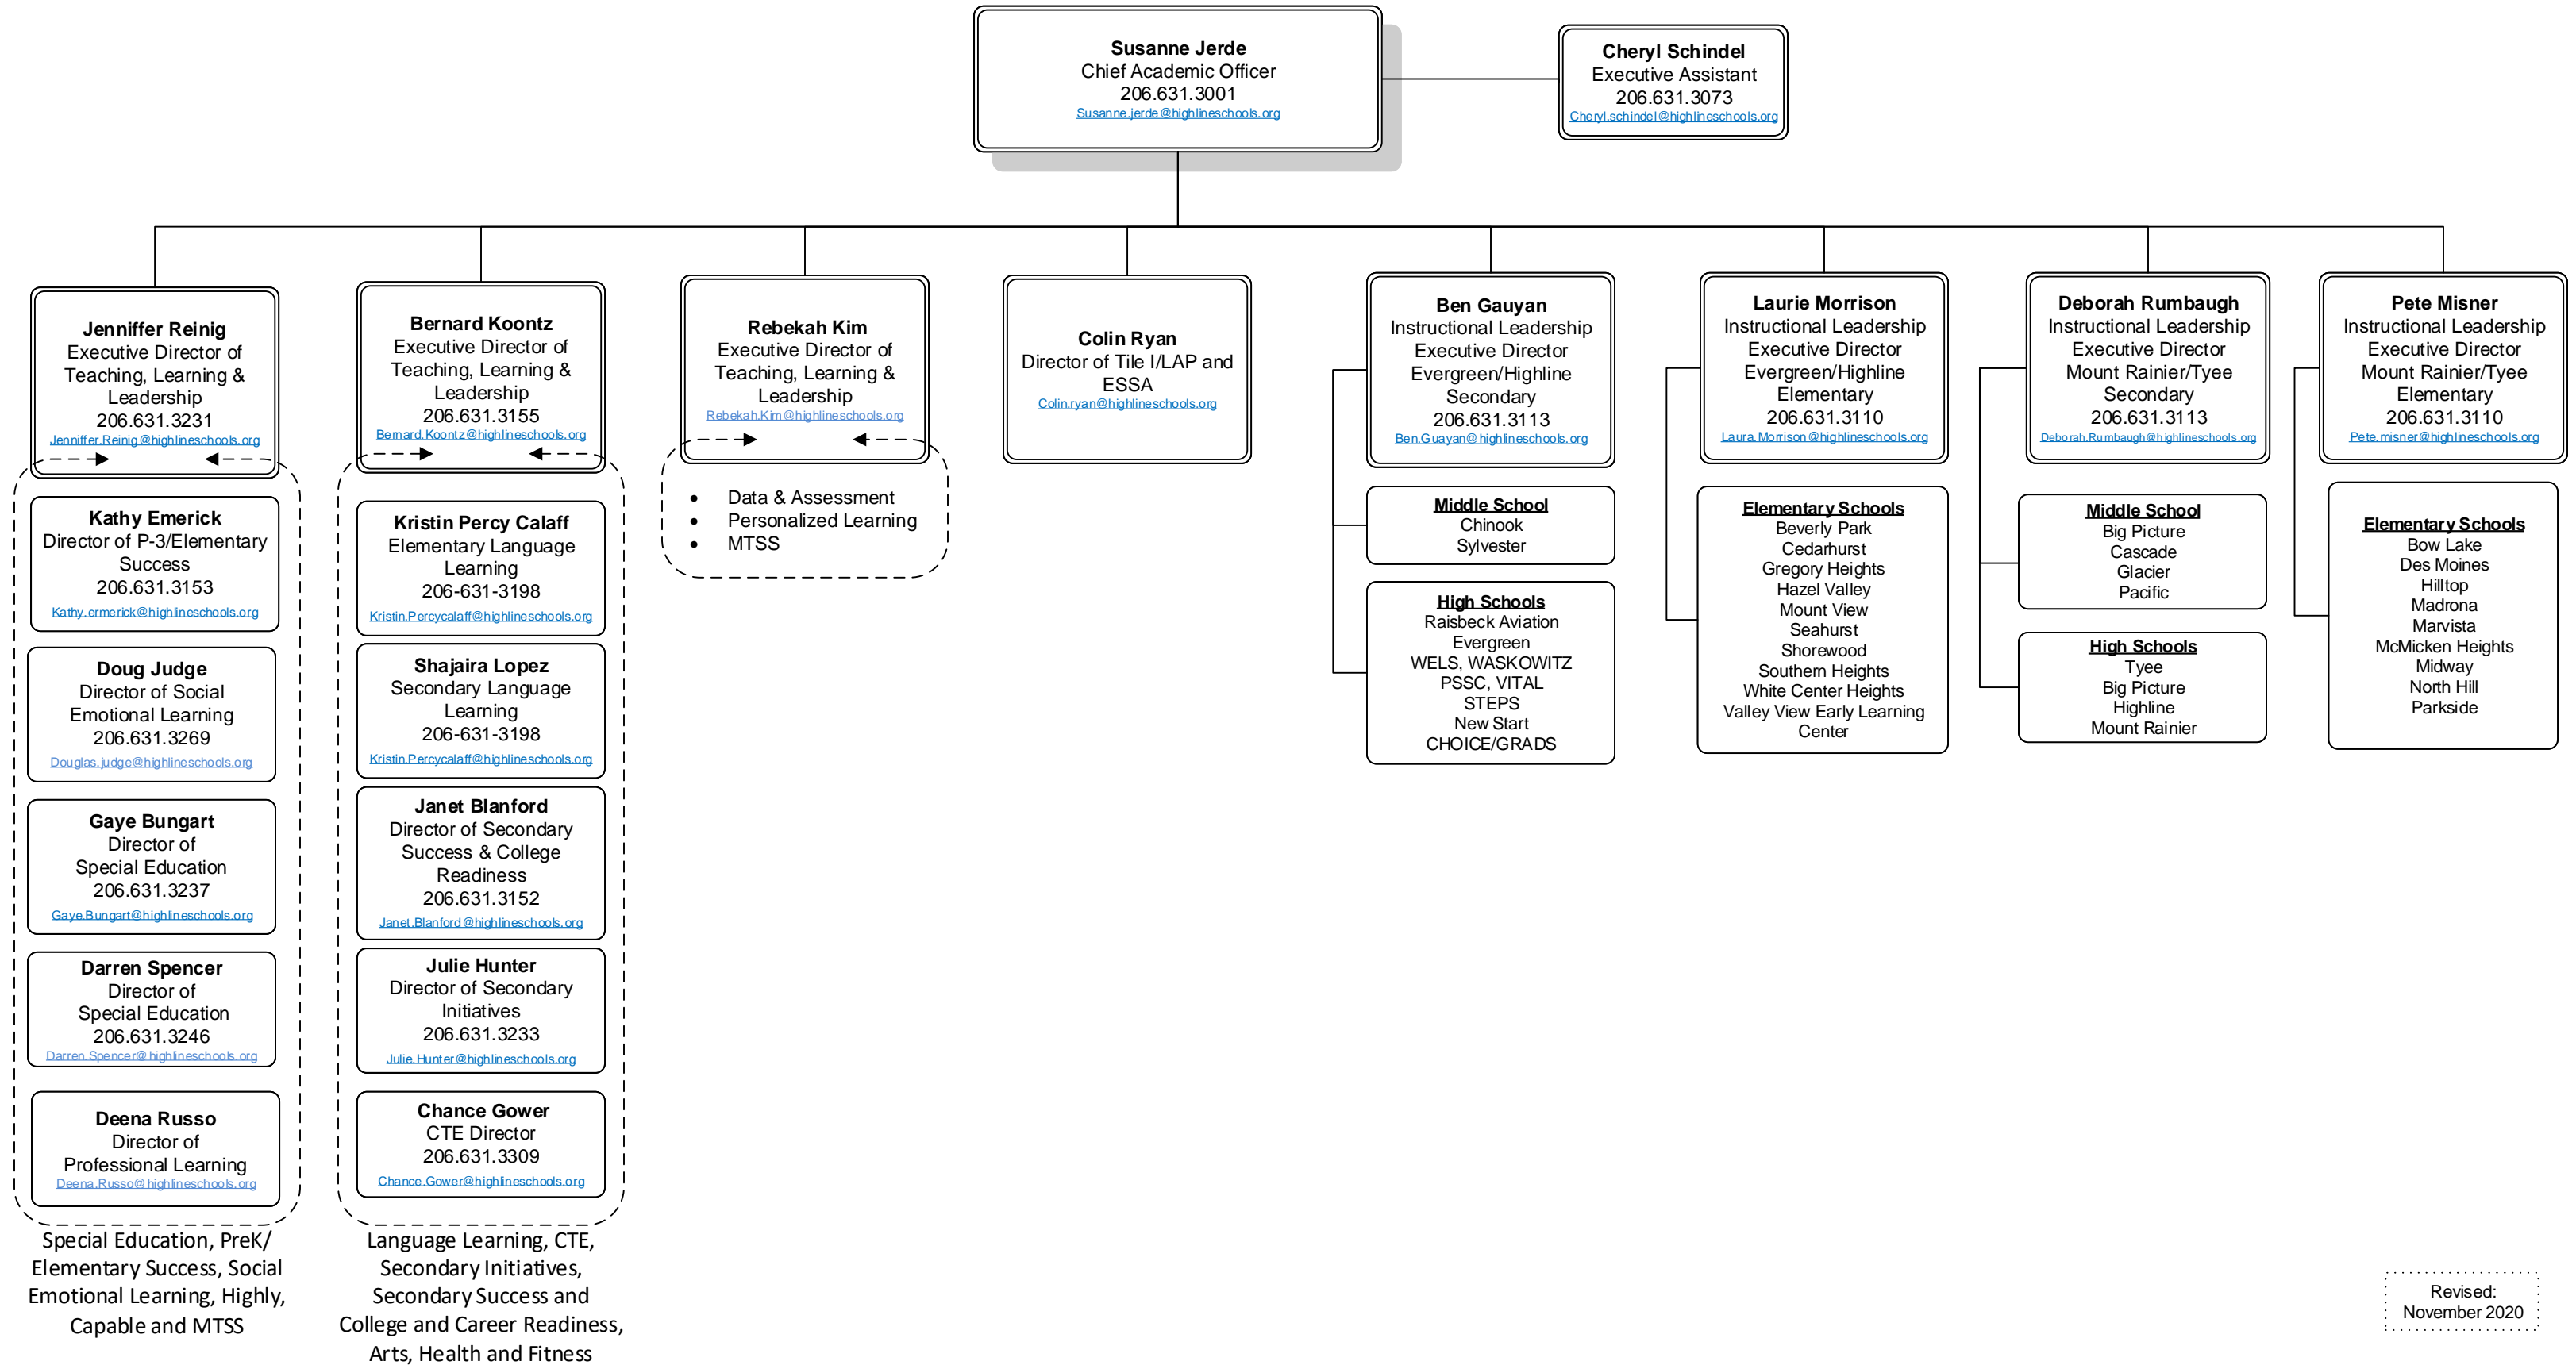 Susanne Jerde
Chief Academic Officer
206.631.3001
Susanne.jerde@highlineschools.org
Cheryl Schindel
Executive Assistant
206.631.3073
Cheryl.schindel@highlineschools.org
Jenniffer Reinig
Executive Director of
Teaching, Learning &
Leadership
206.631.3231
Jenniffer.Reinig@highlineschools.org
Kathy Emerick
Director of P-3/Elementary
Success
206.631.3153
Kathy.ermerick@highlineschools.org
Doug Judge
Director of Social
Emotional Learning
206.631.3269
Douglas.judge@highlineschools.org
Gaye Bungart
Director of
Special Education
206.631.3237
Gaye.Bungart@highlineschools.org
Darren Spencer
Director of
Special Education
206.631.3246
Darren.Spencer@highlineschools.org
Deena Russo
Director of
Professional Learning
Deena.Russo@highlineschools.org
Special Education, PreK/
Elementary Success, Social
Emotional Learning, Highly,
Capable and MTSS
Bernard Koontz
Executive Director of
Teaching, Learning &
Leadership
206.631.3155
Bernard.Koontz@highlineschools.org
Kristin Percy Calaff
Elementary Language
Learning
206-631-3198
Kristin.Percycalaff@highlineschools.org
Shajaira Lopez
Secondary Language
Learning
206-631-3198
Kristin.Percycalaff@highlineschools.org
Janet Blanford
Director of Secondary
Success & College
Readiness
206.631.3152
Janet.Blanford@highlineschools.org
Julie Hunter
Director of Secondary
Initiatives
206.631.3233
Julie.Hunter@highlineschools.org
Chance Gower
CTE Director
206.631.3309
Chance.Gower@highlineschools.org
Language Learning, CTE,
Secondary Initiatives,
Secondary Success and
College and Career Readiness,
Arts, Health and Fitness
Rebekah Kim
Executive Director of
Teaching, Learning &
Leadership
Rebekah.Kim@highlineschools.org
• Data & Assessment
• Personalized Learning
• MTSS
Colin Ryan
Director of Tile I/LAP and
ESSA
Colin.ryan@highlineschools.org
Ben Gauyan
Instructional Leadership
Executive Director
Evergreen/Highline
Secondary
206.631.3113
Ben.Guayan@highlineschools.org
Middle School
Chinook
Sylvester
High Schools
Raisbeck Aviation
Evergreen
WELS, WASKOWITZ
PSSC, VITAL
STEPS
New Start
CHOICE/GRADS
Laurie Morrison
Instructional Leadership
Executive Director
Evergreen/Highline
Elementary
206.631.3110
Laura.Morrison@highlineschools.org
Elementary Schools
Beverly Park
Cedarhurst
Gregory Heights
Hazel Valley
Mount View
Seahurst
Shorewood
Southern Heights
White Center Heights
Valley View Early Learning
Center
Deborah Rumbaugh
Instructional Leadership
Executive Director
Mount Rainier/Tyee
Secondary
206.631.3113
Deborah.Rumbaugh@highlineschools.org
Middle School
Big Picture
Cascade
Glacier
Pacific
High Schools
Tyee
Big Picture
Highline
Mount Rainier
Pete Misner
Instructional Leadership
Executive Director
Mount Rainier/Tyee
Elementary
206.631.3110
Pete.misner@highlineschools.org
Elementary Schools
Bow Lake
Des Moines
Hilltop
Madrona
Marvista
McMicken Heights
Midway
North Hill
Parkside
Revised:
November 2020